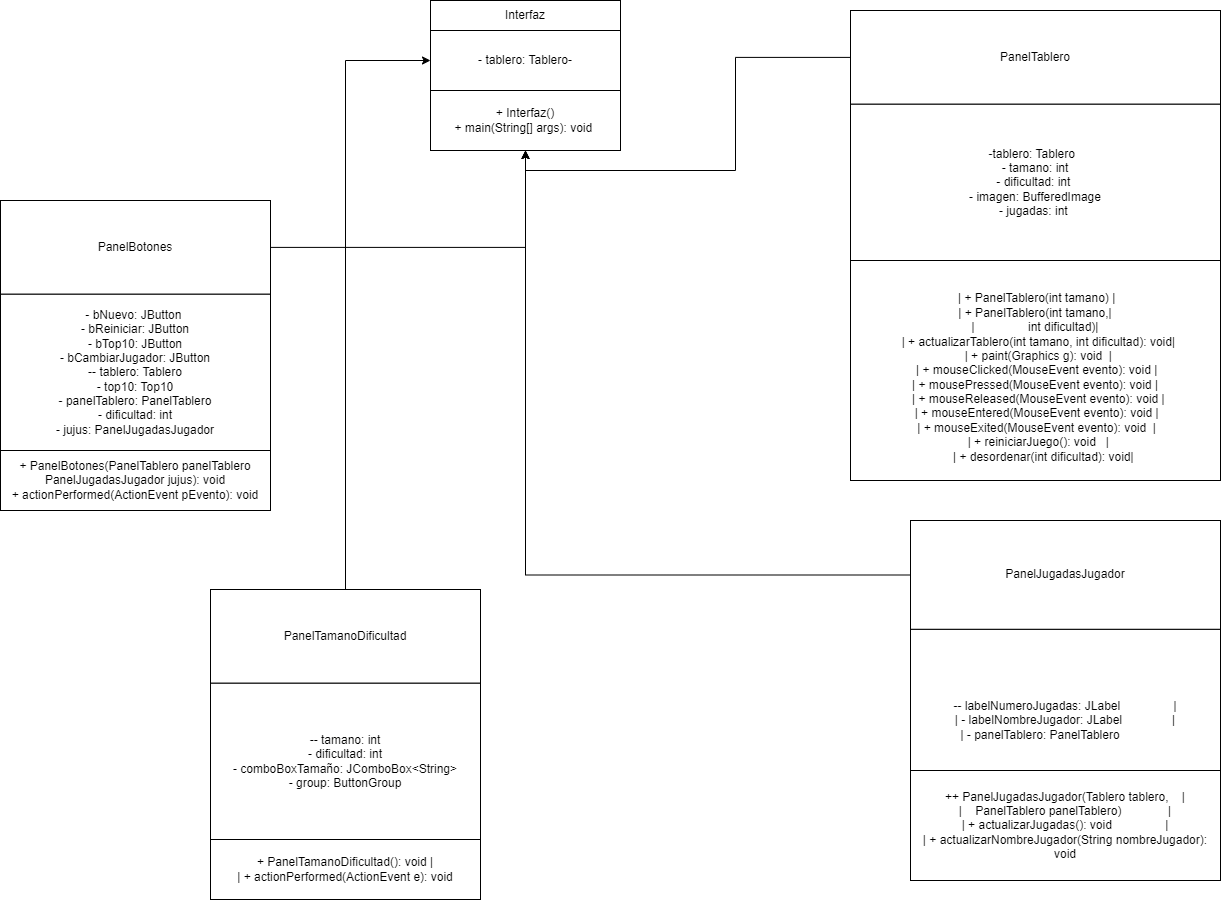 Interfaz
- tablero: Tablero-
+ Interfaz()
+ main(String[] args): void
PanelTablero
-tablero: Tablero
- tamano: int
- dificultad: int
- imagen: BufferedImage
- jugadas: int
| + PanelTablero(int tamano) |
| + PanelTablero(int tamano,|
| int dificultad)|
| + actualizarTablero(int tamano, int dificultad): void|
| + paint(Graphics g): void |
| + mouseClicked(MouseEvent evento): void |
| + mousePressed(MouseEvent evento): void |
| + mouseReleased(MouseEvent evento): void |
| + mouseEntered(MouseEvent evento): void |
| + mouseExited(MouseEvent evento): void |
| + reiniciarJuego(): void |
| + desordenar(int dificultad): void|
PanelBotones
- bNuevo: JButton
- bReiniciar: JButton
- bTop10: JButton
- bCambiarJugador: JButton
-- tablero: Tablero
- top10: Top10
- panelTablero: PanelTablero
- dificultad: int
- jujus: PanelJugadasJugador
+ PanelBotones(PanelTablero panelTablero
PanelJugadasJugador jujus): void
+ actionPerformed(ActionEvent pEvento): void
PanelTamanoDificultad
-- tamano: int
- dificultad: int
- comboBoxTamaño: JComboBox<String>
- group: ButtonGroup
+ PanelTamanoDificultad(): void |
| + actionPerformed(ActionEvent e): void
PanelJugadasJugador
-- labelNumeroJugadas: JLabel |
| - labelNombreJugador: JLabel |
| - panelTablero: PanelTablero
++ PanelJugadasJugador(Tablero tablero, |
| PanelTablero panelTablero) |
| + actualizarJugadas(): void |
| + actualizarNombreJugador(String nombreJugador):
void